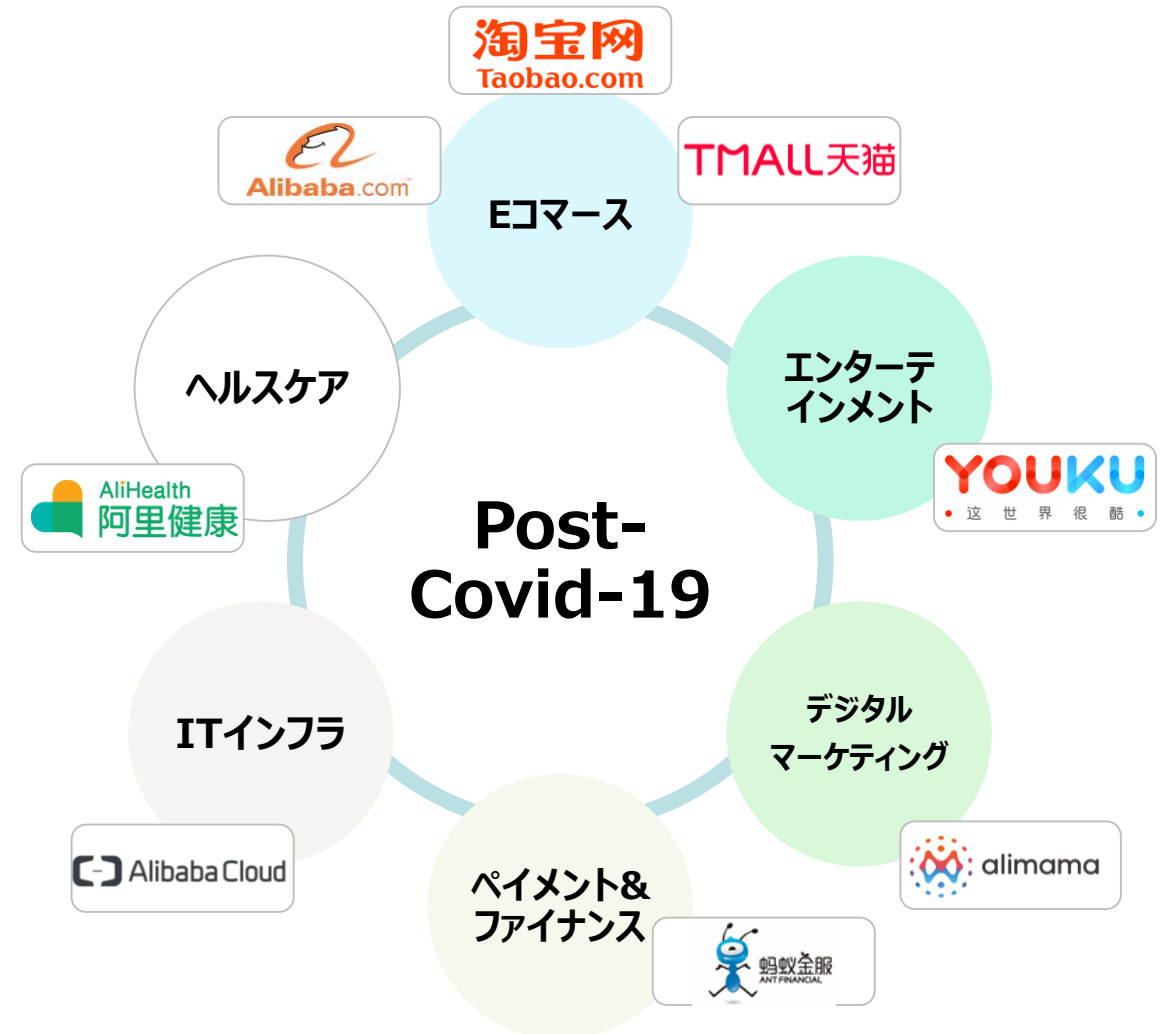 淘宝网
Taobao.com
Alibaba.com
TMALL天猫
Eコマース
エンターテ
インメント
YOUKU
这世界很酷
デジタル
マーケティング
alimama
ペイメント&
ファイナンス
蚂蚁金服
ANT FINANCIAL
ITインフラ
Alibaba Cloud
ヘルスケア
AliHealth
阿里健康
Post-
Covid-19